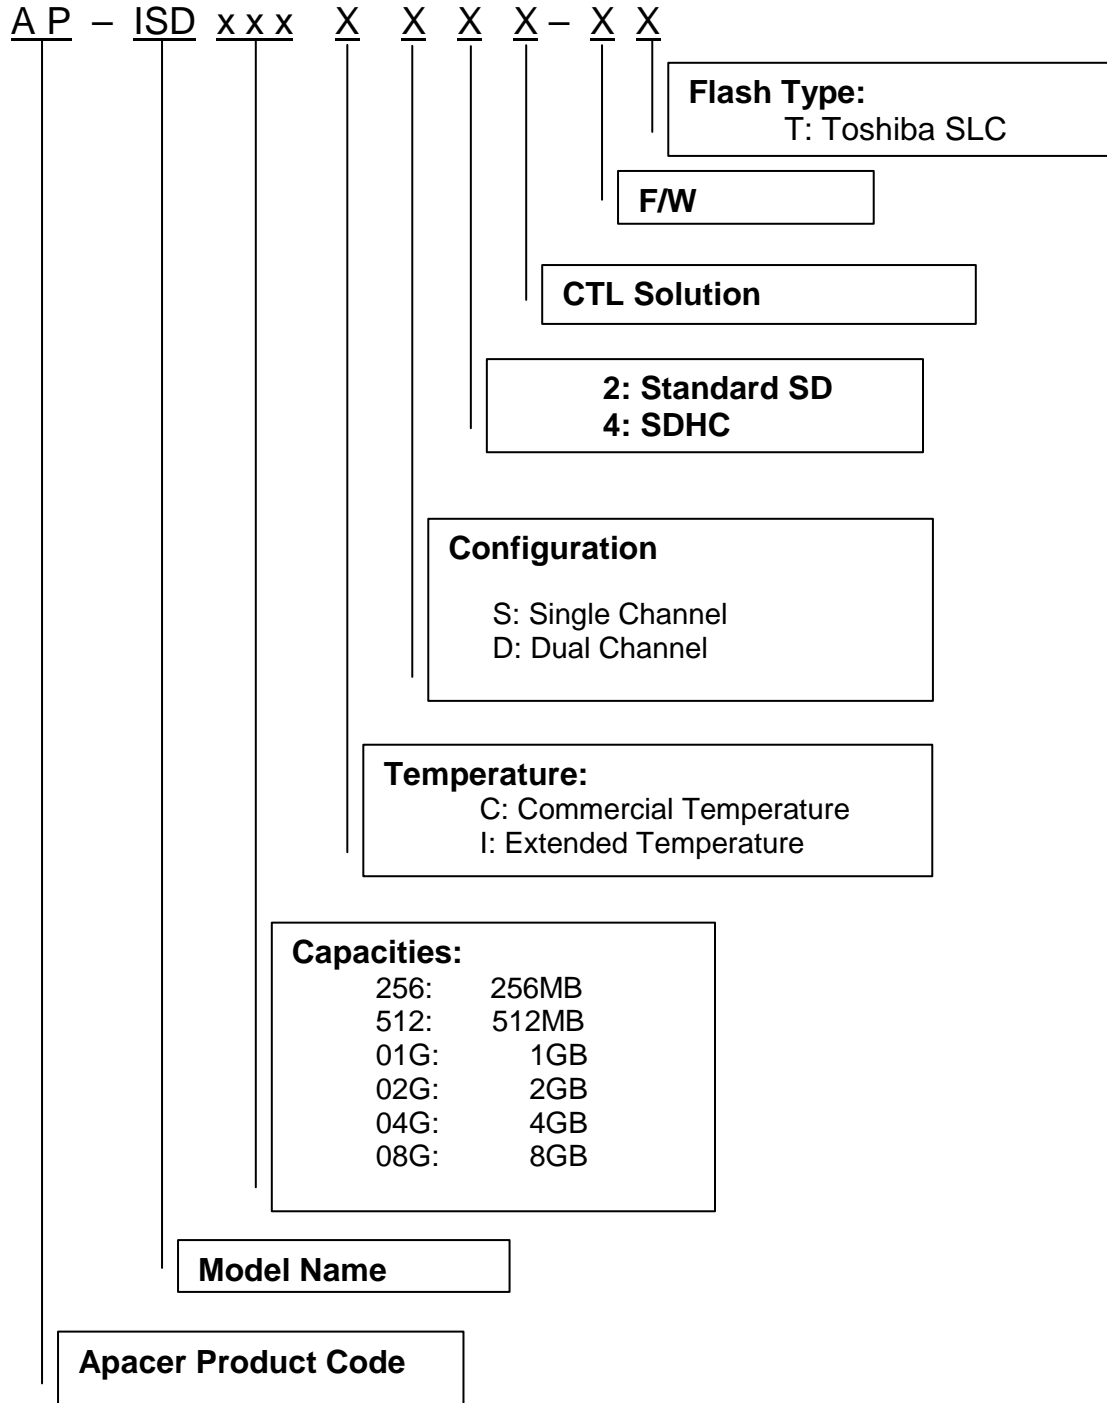 A P – ISD x x x X X X X – X X
Flash Type:
T: Toshiba SLC
F/W
CTL Solution
2: Standard SD
4: SDHC
Configuration
S: Single Channel
D: Dual Channel
Temperature:
C: Commercial Temperature
I: Extended Temperature
Capacities:
256: 256MB
512: 512MB
01G: 1GB
02G: 2GB
04G: 4GB
08G: 8GB
Model Name
Apacer Product Code